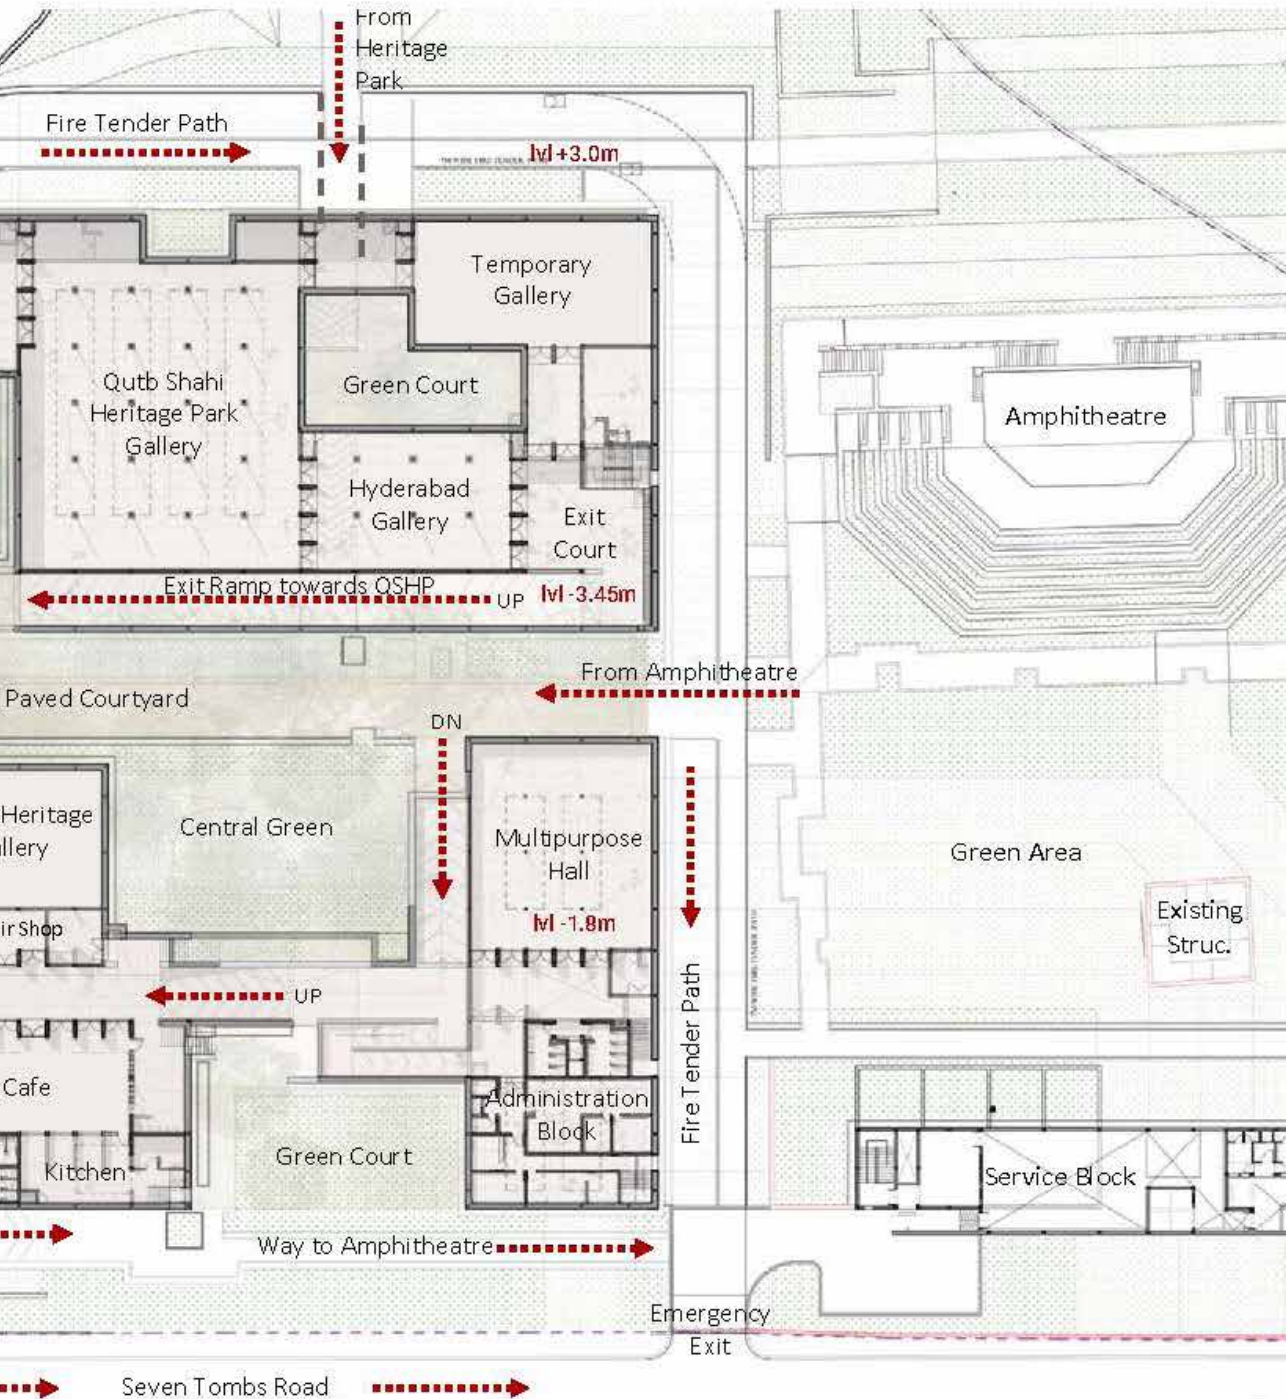 From
Heritage
Park
Fire Tender Path
lvl +3.0m
Temporary
Gallery
Qutb Shahi
Heritage Park
Gallery
Green Court
Amphitheatre
Hyderabad
Gallery
Exit
Court
Exit Ramp towards QSHP
UP
lvl -3.45m
From Amphitheatre
Paved Courtyard
DN
Heritage
llery
Central Green
Multipurpose
Hall
lvl -1.8m
Green Area
Existing
Struc.
ir Shop
UP
Fire Tender Path
Cafe
Administration
Block
Kitchen
Green Court
Service Block
Way to Amphitheatre
Emergency
Exit
Seven Tombs Road